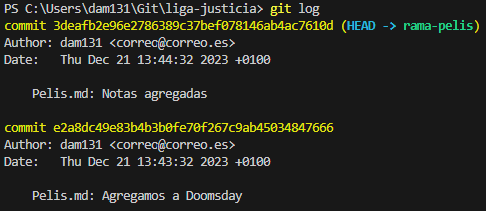 PS C:\Users\dam131\Git\liga-justicia> git log
commit 3deafb2e96e2786389c37bef078146ab4ac7610d (HEAD -> rama-pelis)
Author: dam131 <correo@correo.es>
Date:   Thu Dec 21 13:44:32 2023 +0100
Pelis.md: Notas agregadas
commit e2a8dc49e83b4b3b0fe70f267c9ab45034847666
Author: dam131 <correo@correo.es>
Date:   Thu Dec 21 13:43:32 2023 +0100
Pelis.md: Agregamos a Doomsday